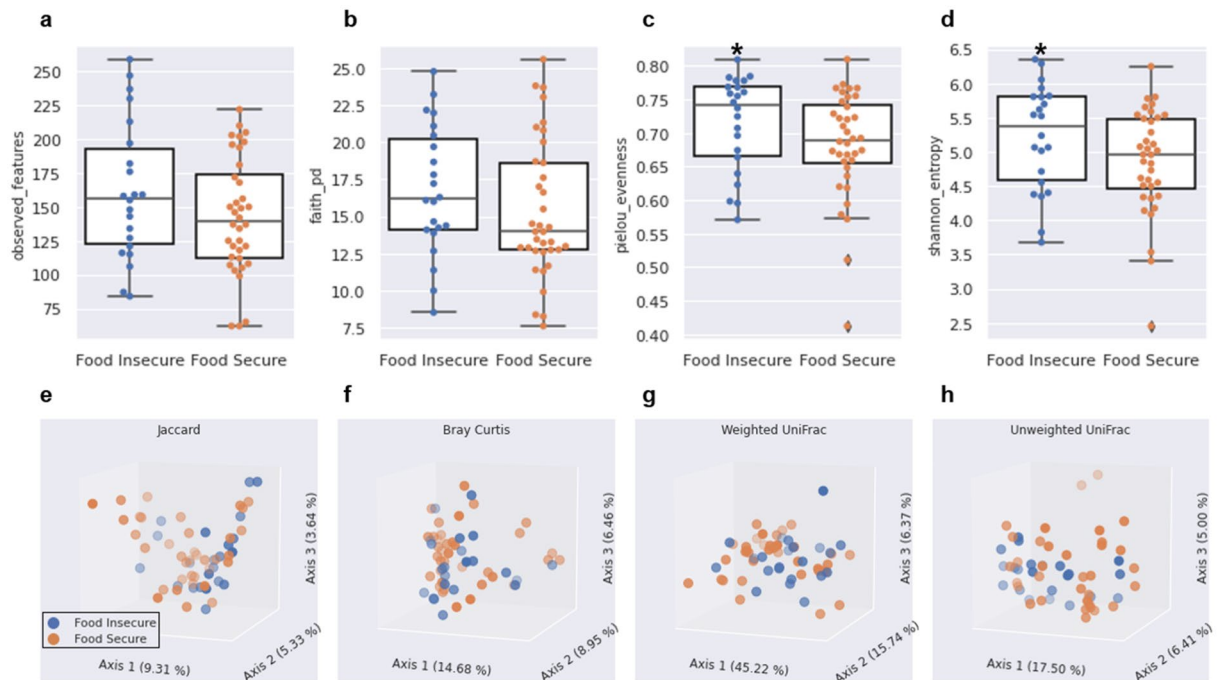 a
observed_features
250
225
200
175
150
125
100
75
Food Insecure Food Secure
b
faith_pd
25.0
22.5
20.0
17.5
15.0
12.5
10.0
7.5
Food Insecure Food Secure
c
pielou_evenness
*
0.80
0.75
0.70
0.65
0.60
0.55
0.50
0.45
0.40
Food Insecure Food Secure
d
shannon_entropy
*
6.5
6.0
5.5
5.0
4.5
4.0
3.5
3.0
2.5
Food Insecure Food Secure
e
Jaccard
Axis 3 (3.64 %)
Food Insecure
Food Secure
Axis 1 (9.31 %)
Axis 2 (5.33 %)
f
Bray Curtis
Axis 3 (6.46 %)
Axis 1 (14.68 %)
Axis 2 (8.95 %)
g
Weighted UniFrac
Axis 3 (6.37 %)
Axis 1 (45.22 %)
Axis 2 (15.74 %)
h
Unweighted UniFrac
Axis 3 (5.00 %)
Axis 1 (17.50 %)
Axis 2 (6.41 %)